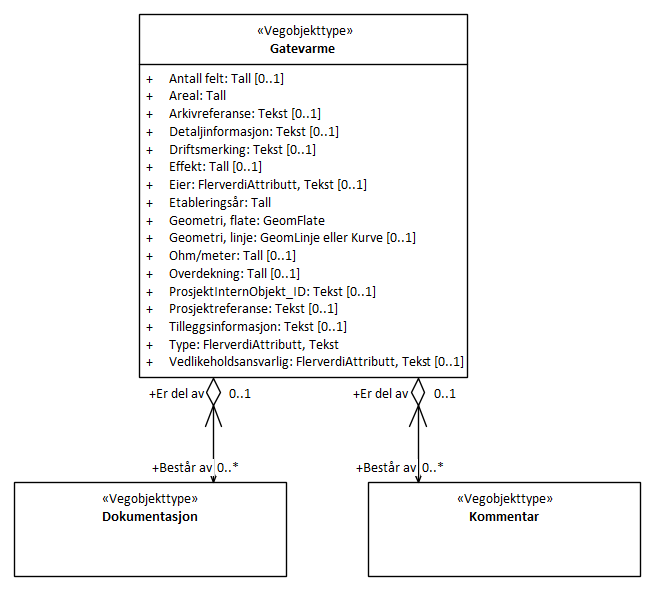 «Vegobjekttype»
Gatevarme
+ Antall felt: Tall [0..1]
+ Areal: Tall
+ Arkivreferanse: Tekst [0..1]
+ Detaljinformasjon: Tekst [0..1]
+ Driftsmerking: Tekst [0..1]
+ Effekt: Tall [0..1]
+ Eier: FlerverdiAttributt, Tekst [0..1]
+ Etableringsår: Tall
+ Geometri, flate: GeomFlate
+ Geometri, linje: GeomLinje eller Kurve [0..1]
+ Ohm/meter: Tall [0..1]
+ Overdekning: Tall [0..1]
+ ProsjektInternObjekt_ID: Tekst [0..1]
+ Prosjektreferanse: Tekst [0..1]
+ Tilleggsinformasjon: Tekst [0..1]
+ Type: FlerverdiAttributt, Tekst
+ Vedlikeholdsansvarlig: FlerverdiAttributt, Tekst [0..1]
+Er del av 0..1 +Er del av 0..1
+Består av 0..* +Består av 0..*
«Vegobjekttype»
Dokumentasjon
«Vegobjekttype»
Kommentar